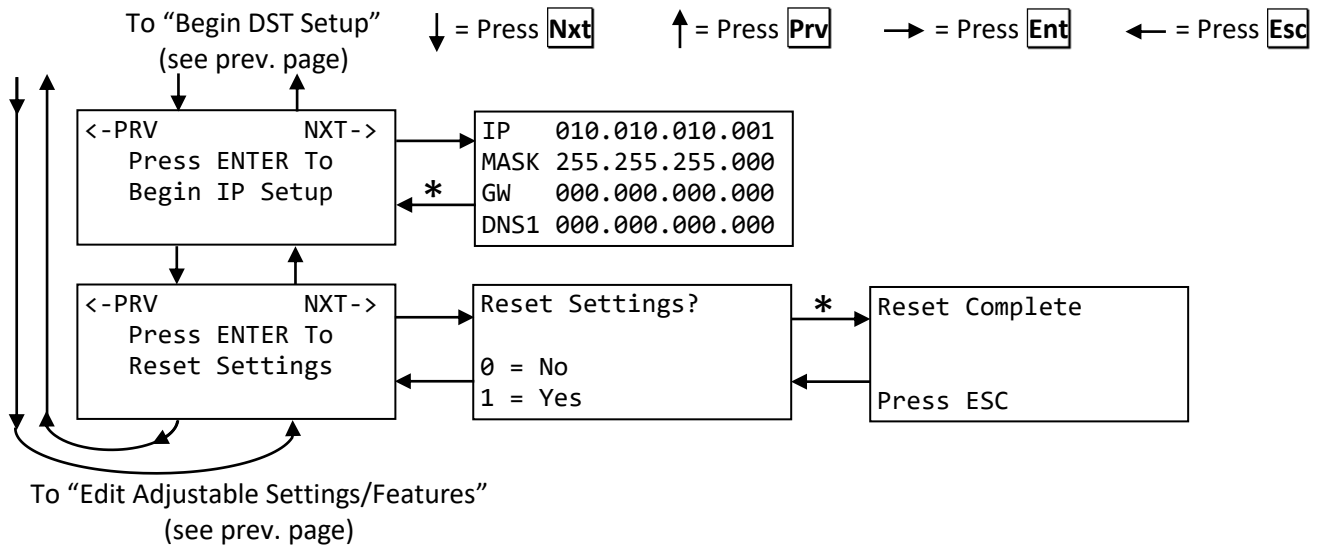 To “Begin DST Setup”
(see prev. page)
= Press Nxt
= Press Prv
= Press Ent
= Press Esc
<-PRV NXT->
Press ENTER To
Begin IP Setup
*
IP 010.010.010.001
MASK 255.255.255.000
GW 000.000.000.000
DNS1 000.000.000.000
<-PRV NXT->
Press ENTER To
Reset Settings
Reset Settings?
0 = No
1 = Yes
*
Reset Complete
Press ESC
To “Edit Adjustable Settings/Features”
(see prev. page)